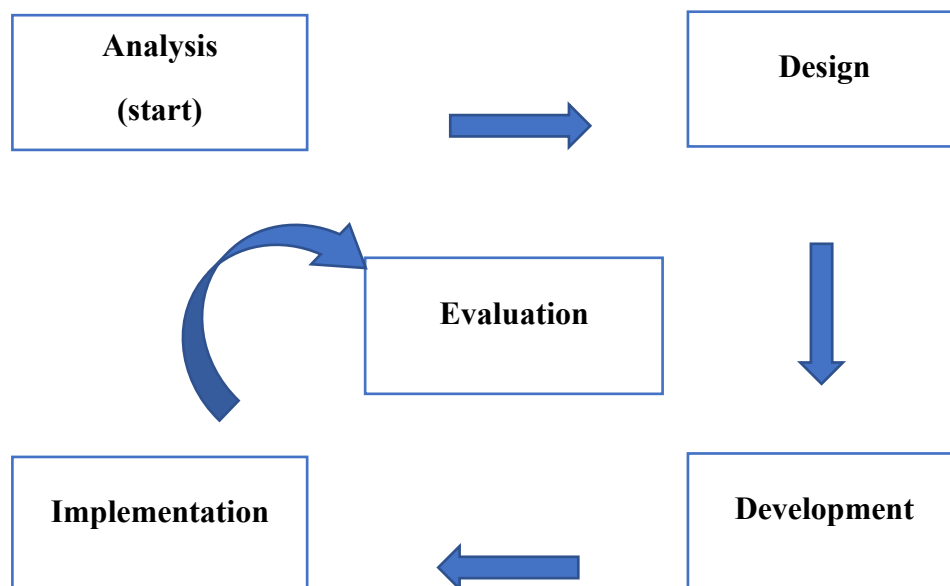 Analysis
(start)
Design
Evaluation
Implementation
Development